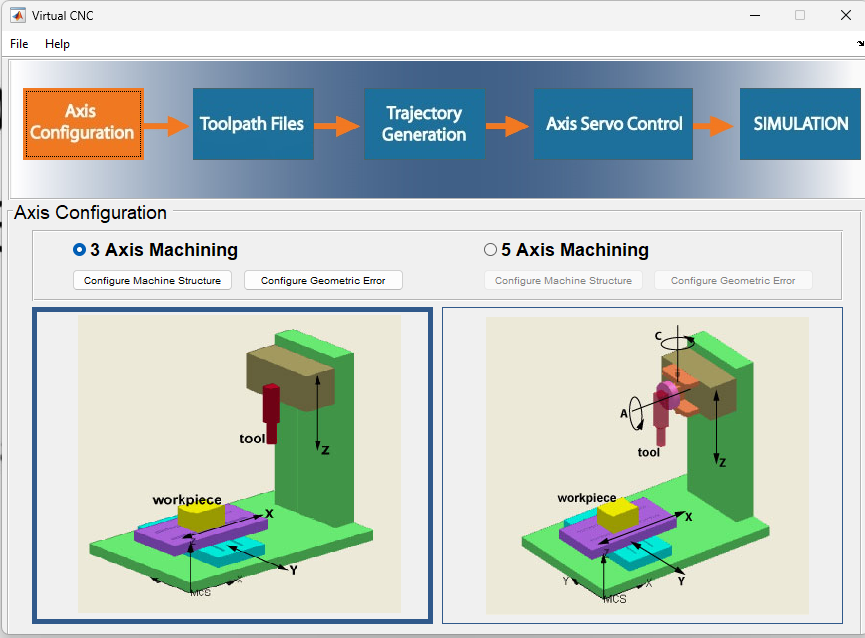 Virtual CNC
File Help
Axis
Configuration
Toolpath Files
Trajectory
Generation
Axis Servo Control
SIMULATION
Axis Configuration
3 Axis Machining
Configure Machine Structure Configure Geometric Error
5 Axis Machining
Configure Machine Structure Configure Geometric Error
tool
Z
workpiece
X
Y
MCS
C
A
tool
Z
workpiece
X
Z
Y
X
Y
MCS